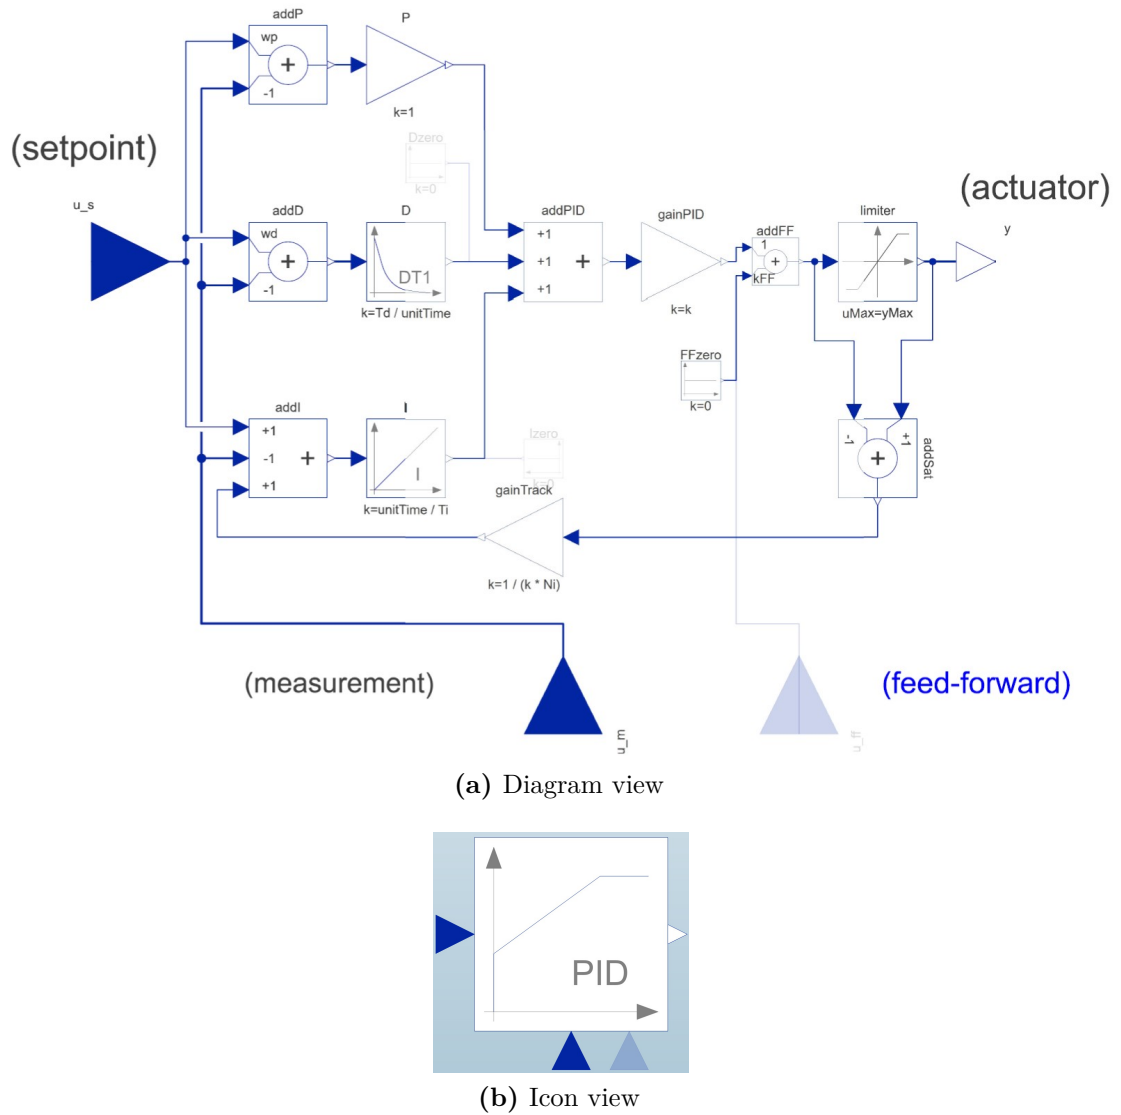 addP
P
wp
+
-1
k=1
(setpoint)
Dzero
k=0
(actuator)
u_s
addD
D
addPID
gainPID
addFF
limiter
y
wd
+
-1
DT1
k=Td / unitTime
+1
+1
+
+1
k=k
1
+
kFF
uMax=yMax
FFzero
k=0
addI
I
+1
-1
+
+1
I
k=unitTime / Ti
Izero
k=0
-1
+1
+
addSat
gainTrack
k=1 / (k * Ni)
(measurement)
(feed-forward)
u_m
u_ff
(a) Diagram view
PID
(b) Icon view